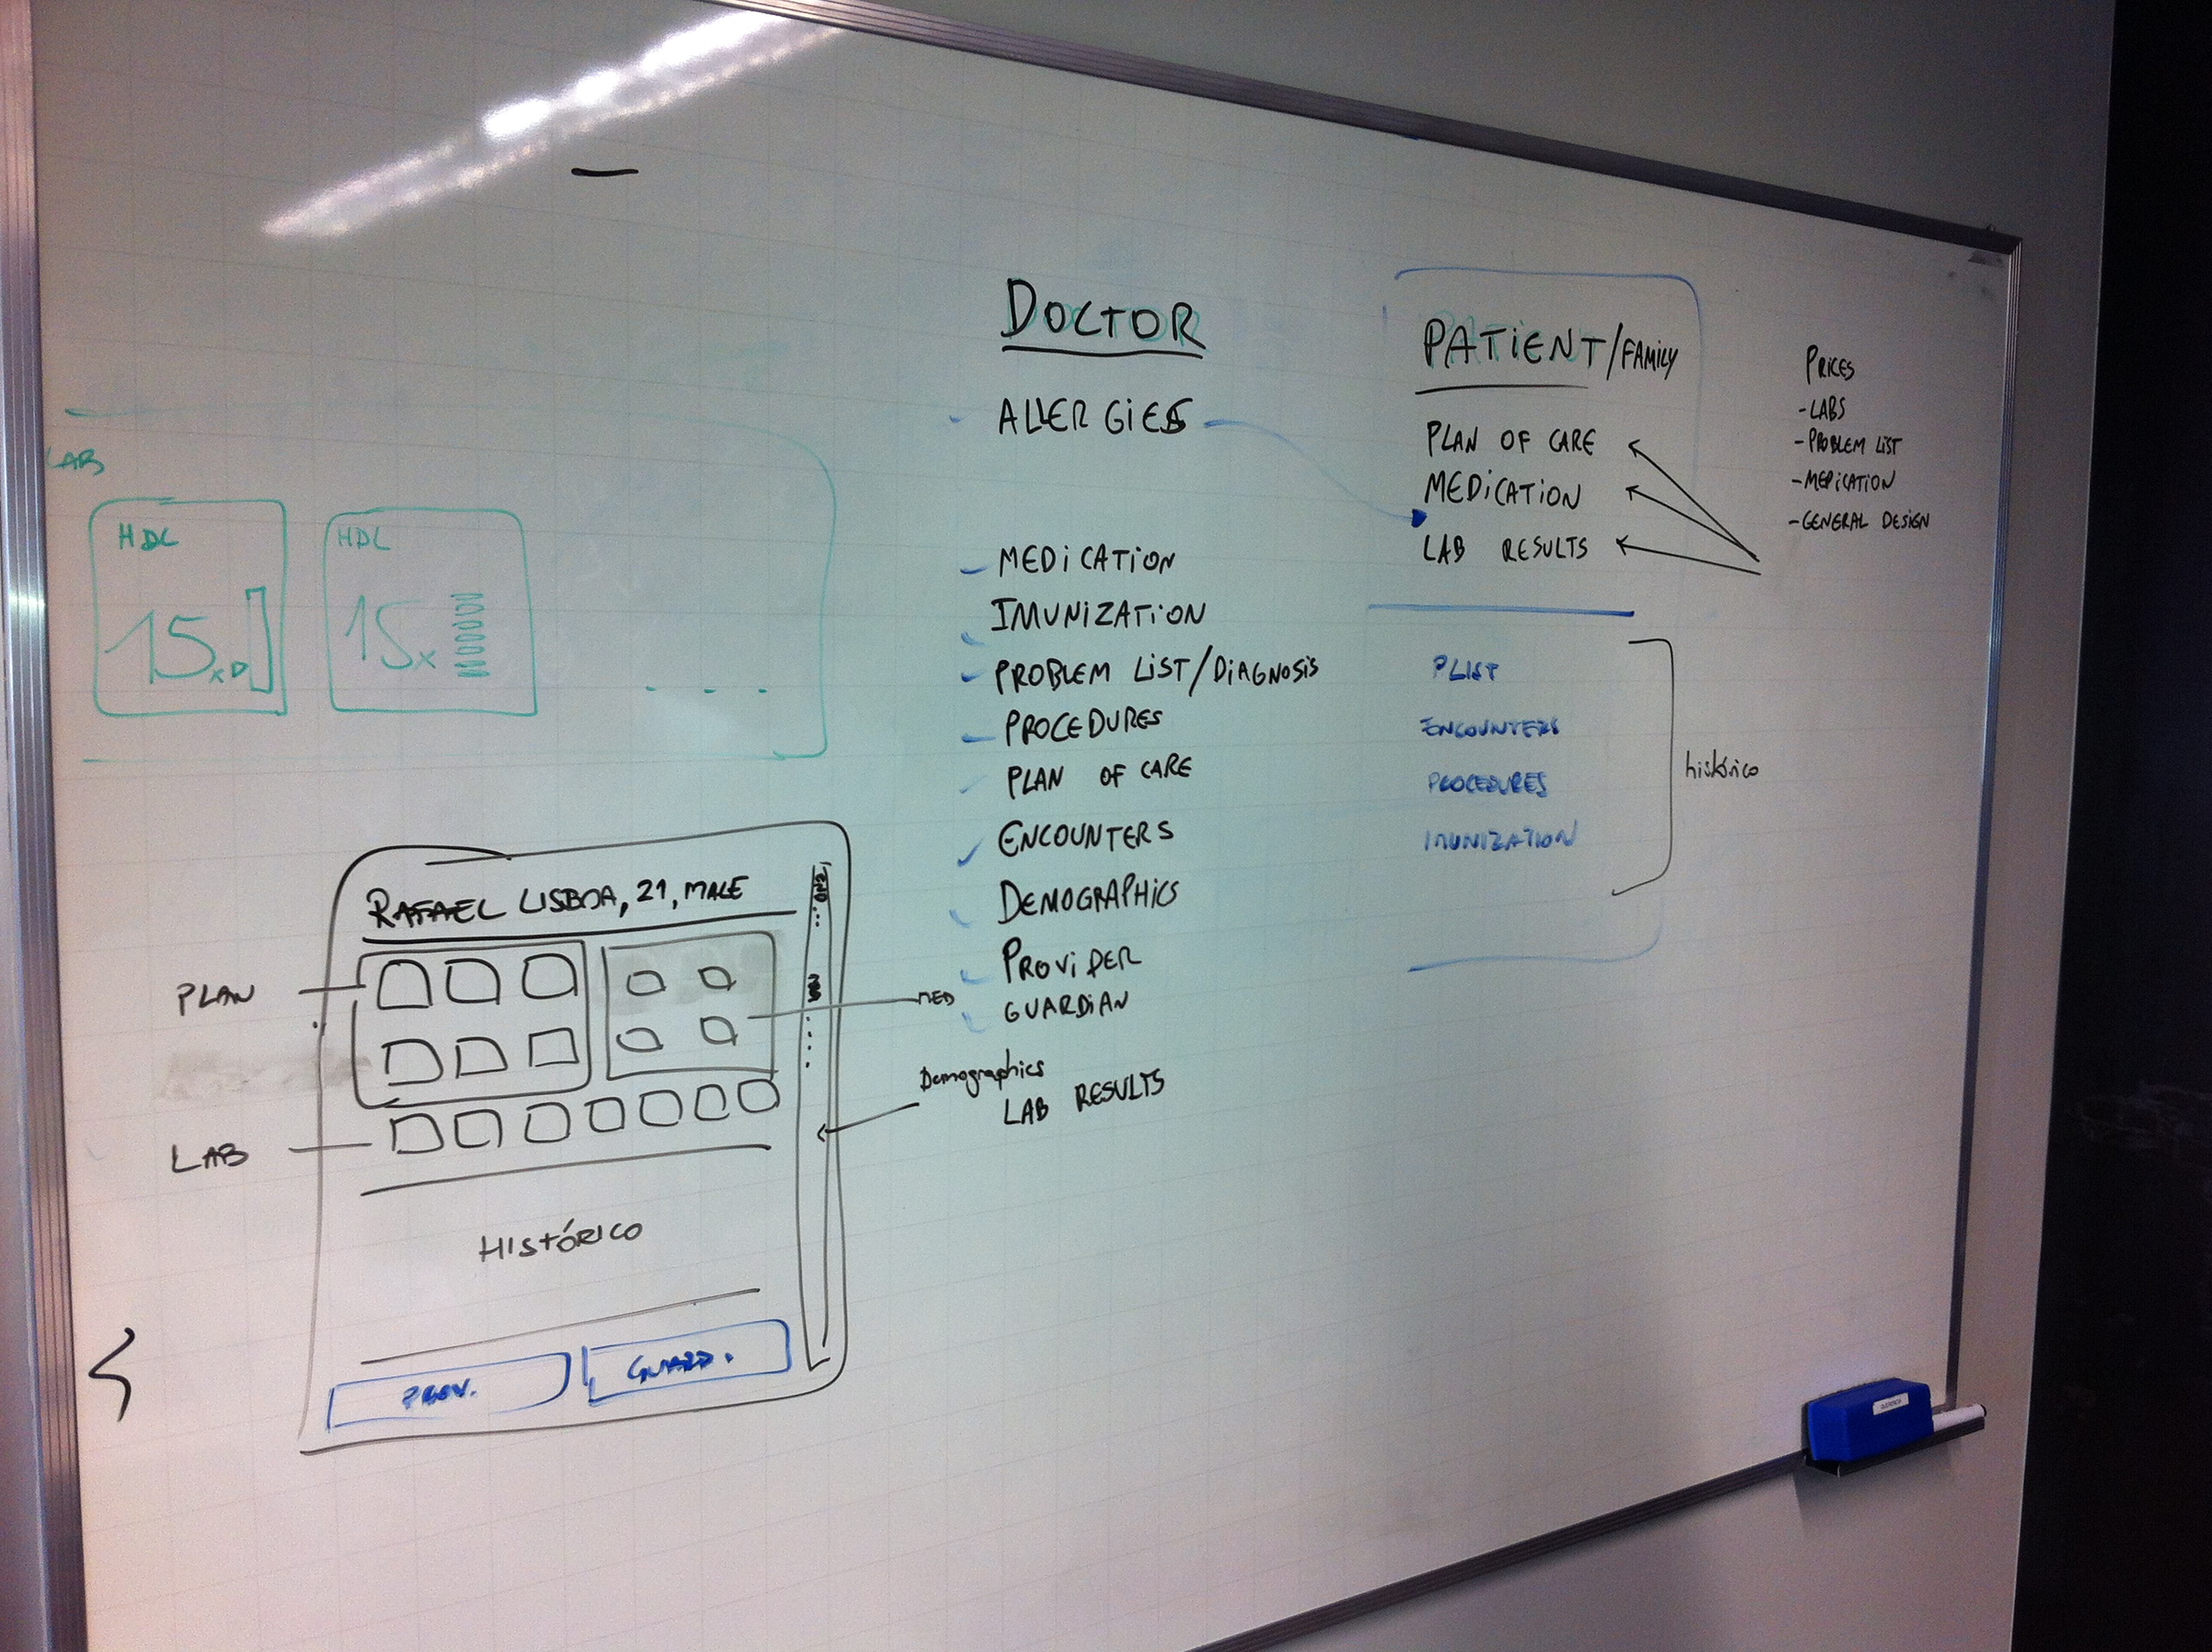 LAB
HDL
15x
HDL
15x
DOCTOR
ALLERGIES
MEDICATION
IMUNIZATION
PROBLEM LIST/DIAGNOSIS
PROCEDURES
PLAN OF CARE
ENCOUNTERS
DEMOGRAPHICS
PROVIDER
GUARDIAN
LAB RESULTS
PATIENT/FAMILY
PLAN OF CARE
MEDICATION
LAB RESULTS
PLIST
ENCOUNTERS
PROCEDURES
IMUNIZATION
histórico
PRICES
-LABS
-PROBLEM LIST
-MEDICATION
-GENERAL DESIGN
RAFAEL LISBOA, 21, MALE
PLAN
MED
Demographics
LAB
HISTÓRICO
PROV.
GUARD.